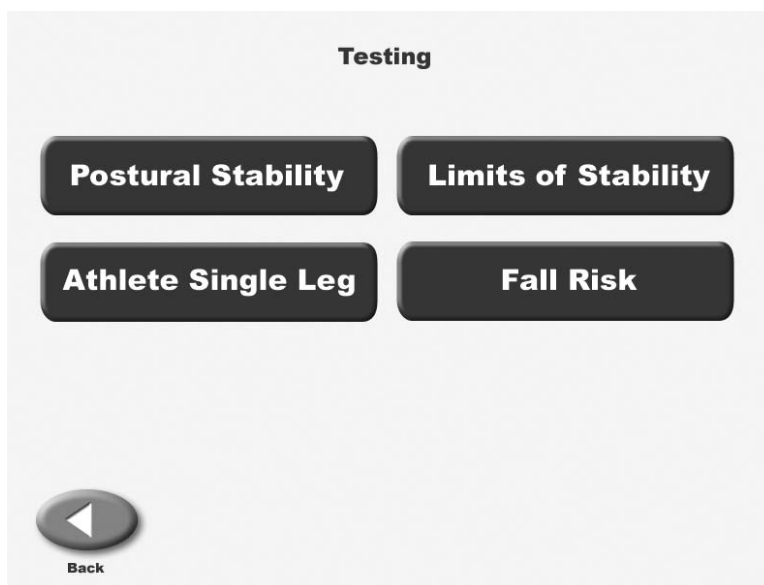 Testing
Postural Stability
Limits of Stability
Athlete Single Leg
Fall Risk
Back